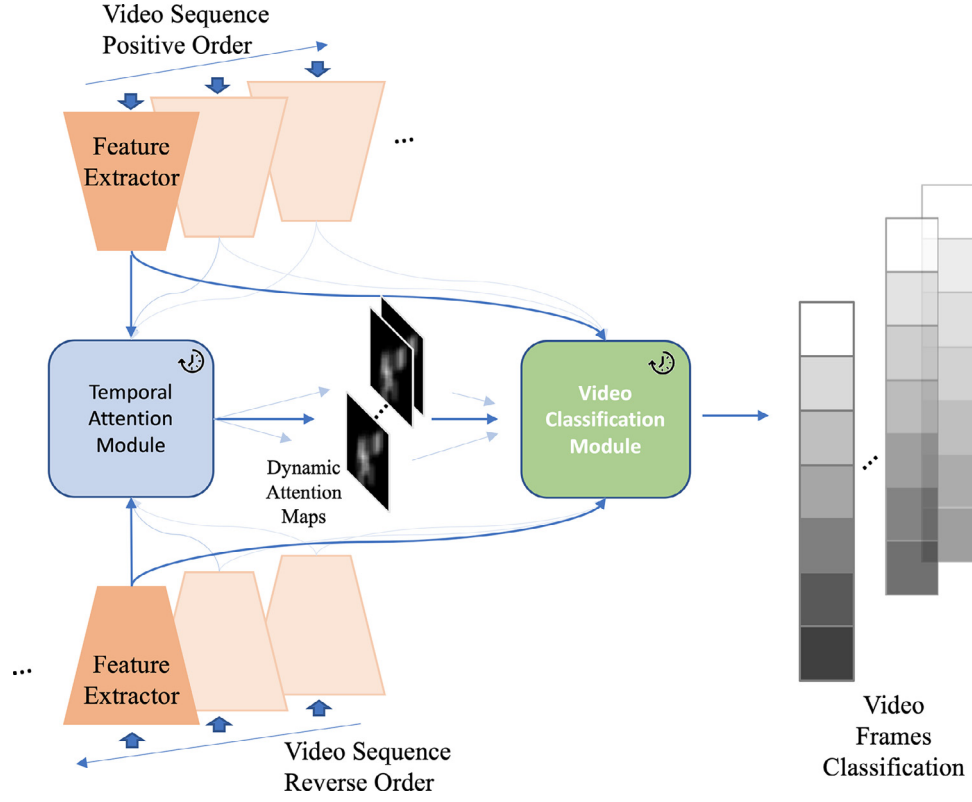 Video Sequence
Positive Order
Feature
Extractor
...
Temporal
Attention
Module
Dynamic
Attention
Maps
...
Video
Classification
Module
...
...
Feature
Extractor
Video Sequence
Reverse Order
Video
Frames
Classification